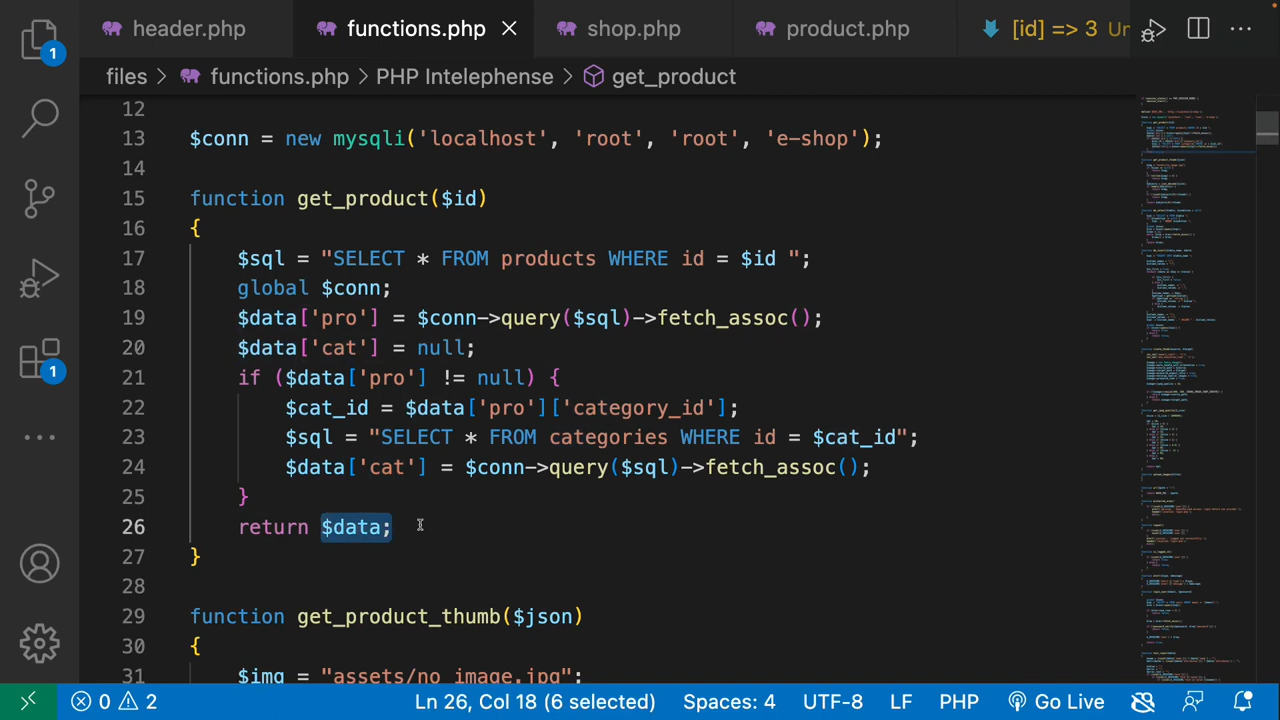 header.php
functions.php
shop.php
product.php
[id] => 3 Un
files > functions.php > PHP Intelephense > get_product
1
1
12
13 $conn = new mysqli('localhost', 'root', 'root', 'e-shop');
14
15 function get_product($id)
16 {
17 $sql = "SELECT * FROM products WHERE id = $id ";
18 global $conn;
19 $data['pro'] = $conn->query($sql)->fetch_assoc();
20 $data['cat'] = null;
21 if ($data['pro'] != null) {
22 $cat_id = $data['pro']['category_id'];
23 $sql = "SELECT * FROM categories WHERE id = $cat_id";
24 $data['cat'] = $conn->query($sql)->fetch_assoc();
25 }
26 return $data;
27 }
28
29 function get_product_thumb($json)
30 {
31 $img = "assets/no_image.jpg";
0 2 Ln 26, Col 18 (6 selected) Spaces: 4 UTF-8 LF PHP Go Live